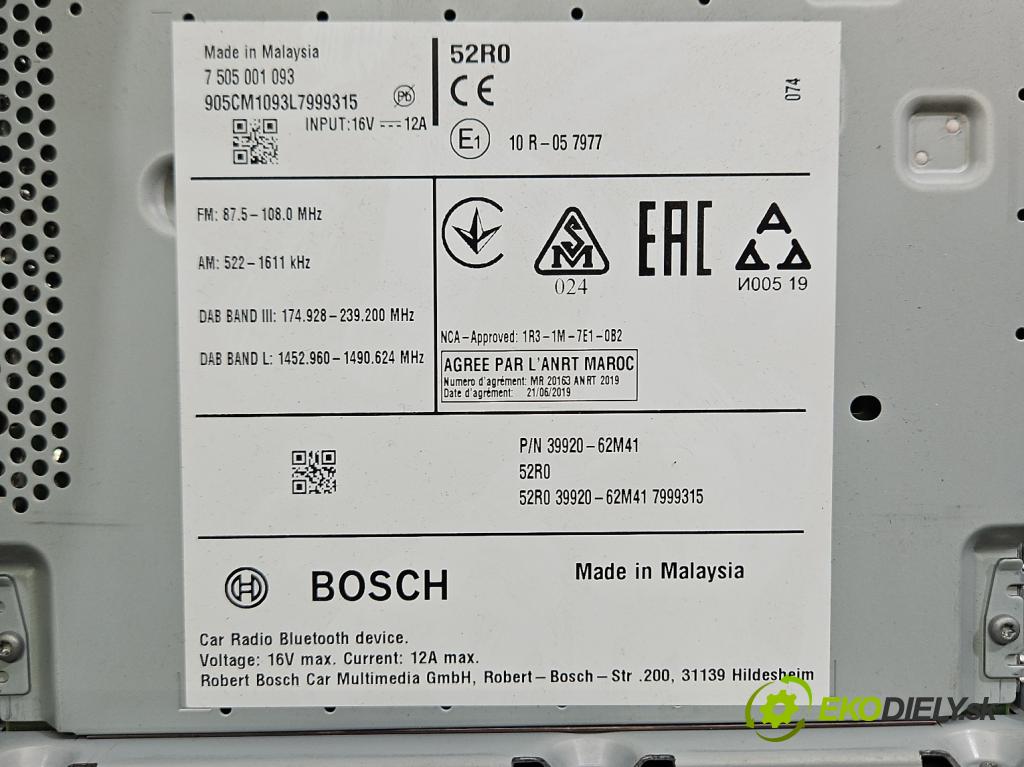 Made in Malaysia
7 505 001 093
905CM1093L7999315
Pb
INPUT:16V 12A
52R0
CE
E1 10 R-05 7977
074
FM: 87.5-108.0 MHz
AM: 522-1611 kHz
DAB BAND III: 174.928-239.200 MHz
DAB BAND L: 1452.960-1490.624 MHz
SM
024
EAC
И005 19
NCA-Approved: 1R3-1M-7E1-0B2
AGREE PAR L'ANRT MAROC
Numero d'agrément: MR 20163 ANRT 2019
Date d'agrément: 21/06/2019
P/N 39920-62M41
52R0
52R0 39920-62M41 7999315
BOSCH
Made in Malaysia
Car Radio Bluetooth device.
Voltage: 16V max. Current: 12A max.
Robert Bosch Car Multimedia GmbH, Robert-Bosch-Str .200, 31139 Hildesheim
EKODIELY.sk